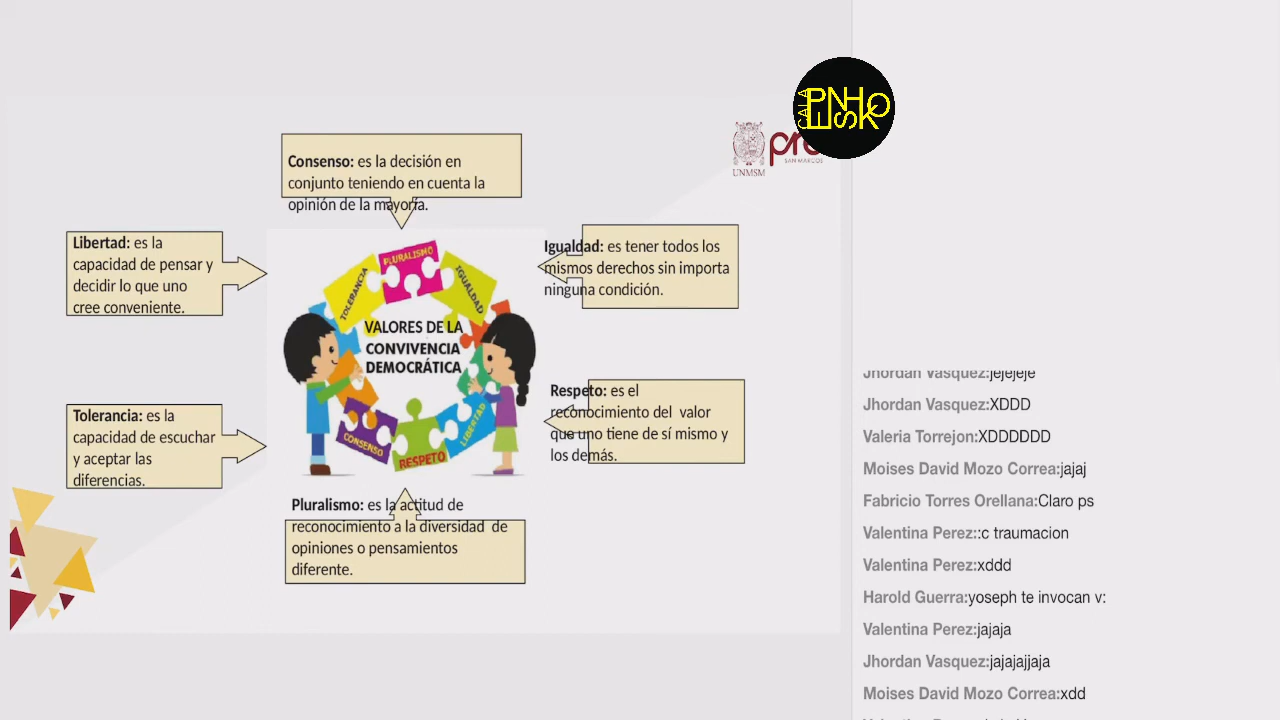 CALA
PNHO
ESK
UNMSM
SAN MARCOS
Consenso: es la decisión en
conjunto teniendo en cuenta la
opinión de la mayoría.
Libertad: es la
capacidad de pensar y
decidir lo que uno
cree conveniente.
Igualdad: es tener todos los
mismos derechos sin importa
ninguna condición.
PLURALISMO
TOLERANCIA
IGUALDAD
VALORES DE LA
CONVIVENCIA
DEMOCRÁTICA
CONSENSO
RESPETO
LIBERTAD
Tolerancia: es la
capacidad de escuchar
y aceptar las
diferencias.
Respeto: es el
reconocimiento del valor
que uno tiene de sí mismo y
los demás.
Pluralismo: es la actitud de
reconocimiento a la diversidad de
opiniones o pensamientos
diferente.
Jhordan Vasquez:jejejeje
Jhordan Vasquez:XDDD
Valeria Torrejon:XDDDDDD
Moises David Mozo Correa:jajaj
Fabricio Torres Orellana:Claro ps
Valentina Perez::c traumacion
Valentina Perez:xddd
Harold Guerra:yoseph te invocan v:
Valentina Perez:jajaja
Jhordan Vasquez:jajajajjaja
Moises David Mozo Correa:xdd